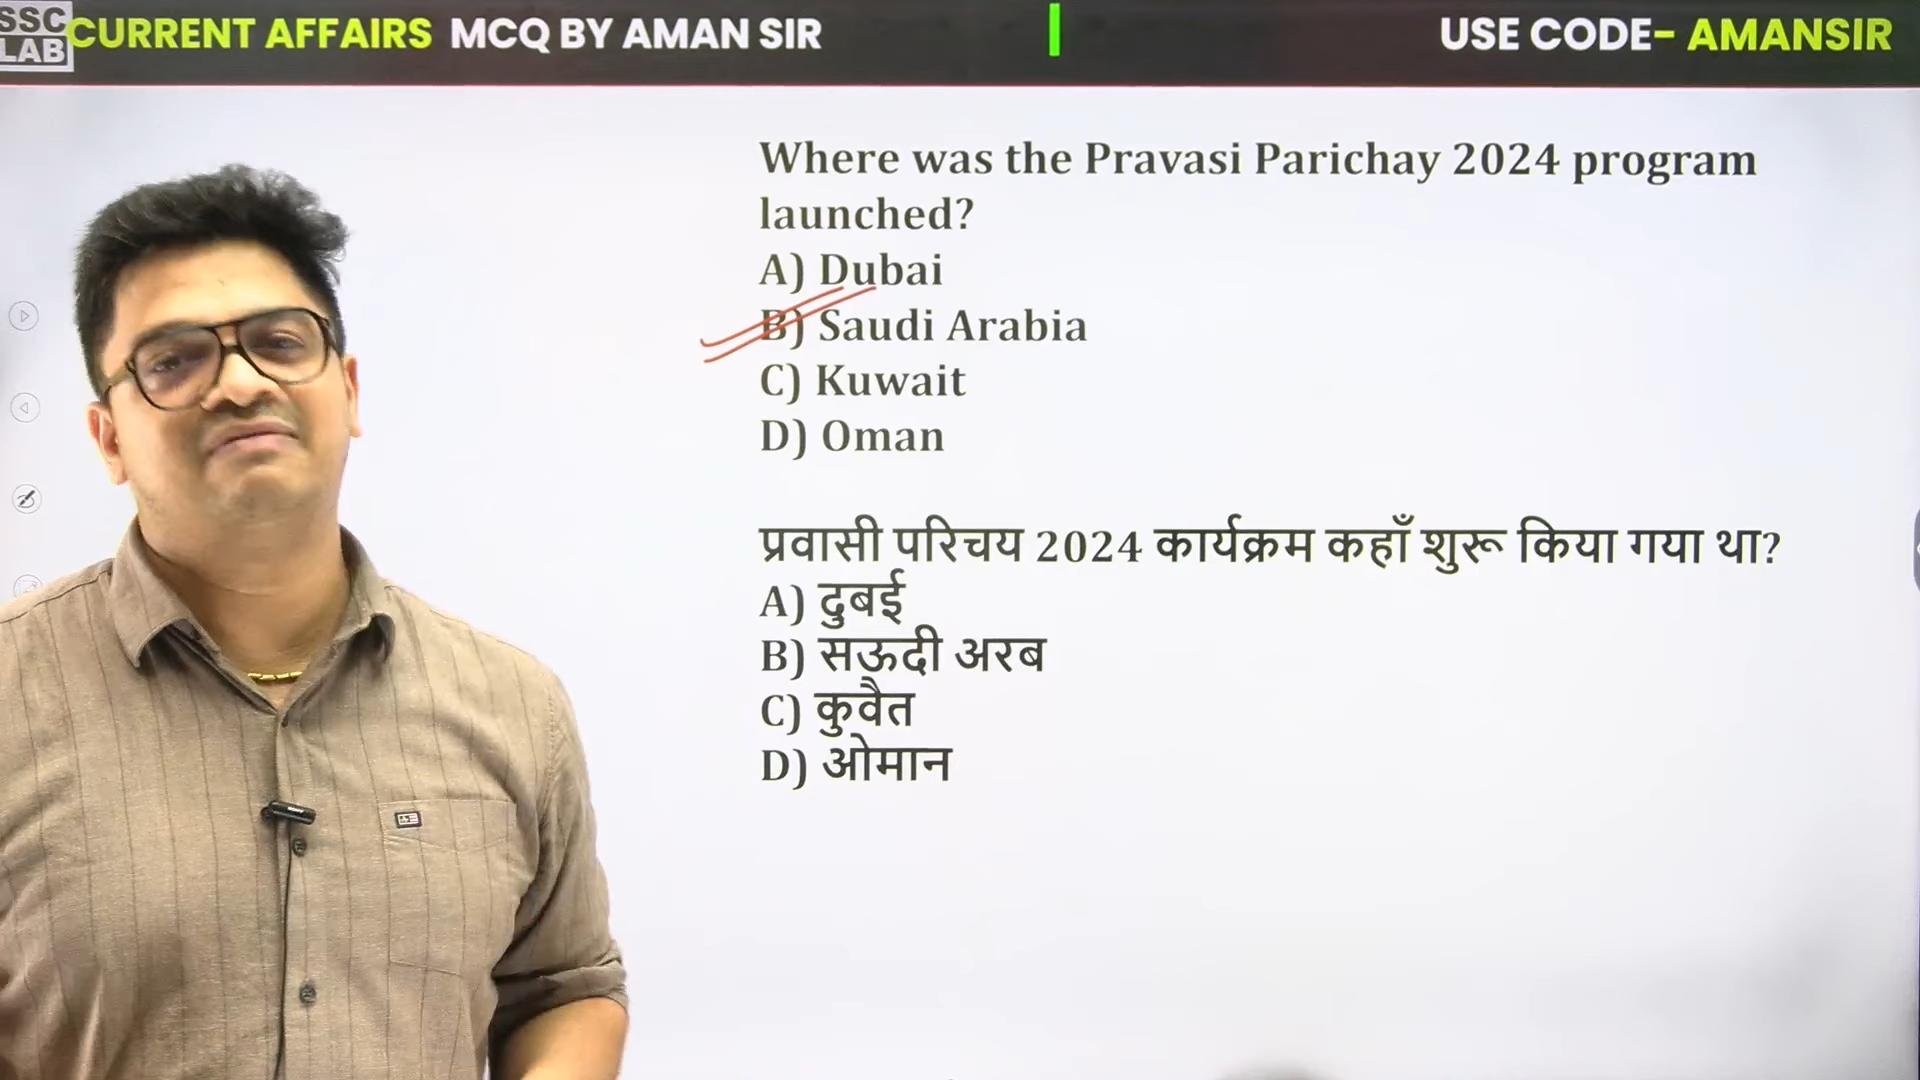 SSC
LAB
CURRENT AFFAIRS MCQ BY AMAN SIR
USE CODE- AMANSIR
Where was the Pravasi Parichay 2024 program
launched?
A) Dubai
B) Saudi Arabia
C) Kuwait
D) Oman
प्रवासी परिचय 2024 कार्यक्रम कहाँ शुरू किया गया था?
A) दुबई
B) सऊदी अरब
C) कुवैत
D) ओमान